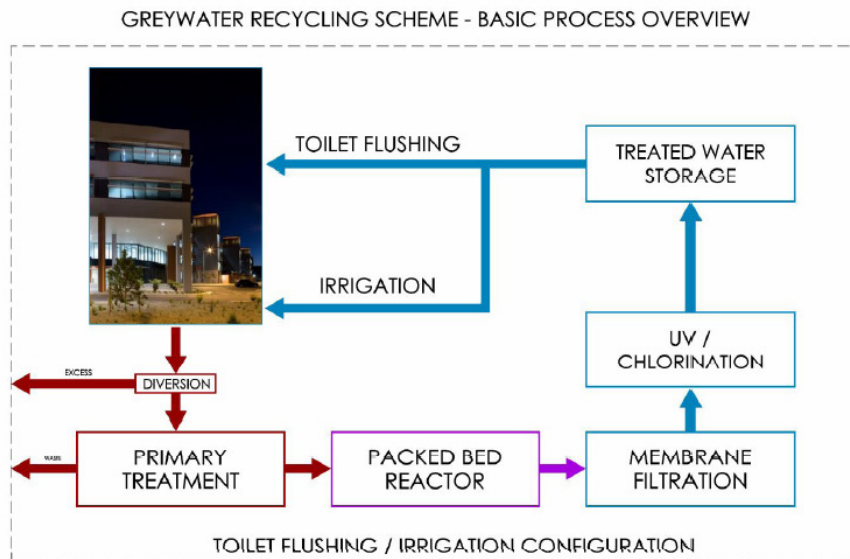 GREYWATER RECYCLING SCHEME - BASIC PROCESS OVERVIEW
TOILET FLUSHING
TREATED WATER
STORAGE
IRRIGATION
UV /
CHLORINATION
EXCESS
DIVERSION
WASTE
PRIMARY
TREATMENT
PACKED BED
REACTOR
MEMBRANE
FILTRATION
TOILET FLUSHING / IRRIGATION CONFIGURATION